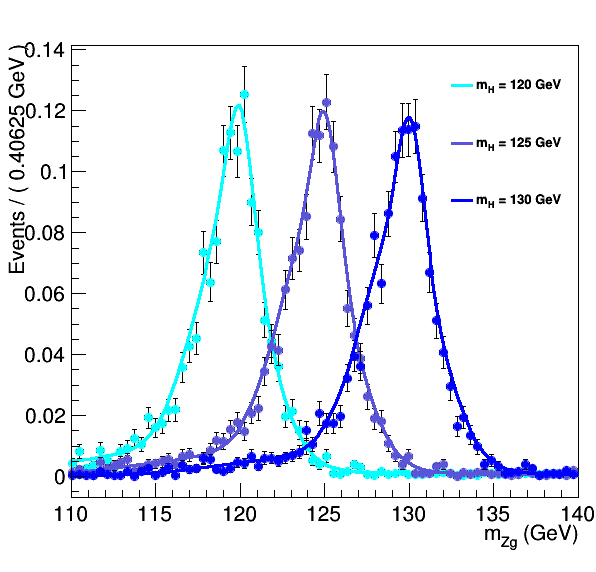 Events / ( 0.40625 GeV )
0.14
0.12
0.1
0.08
0.06
0.04
0.02
0
m_H = 120 GeV
m_H = 125 GeV
m_H = 130 GeV
110 115 120 125 130 135 140
m_Zg (GeV)